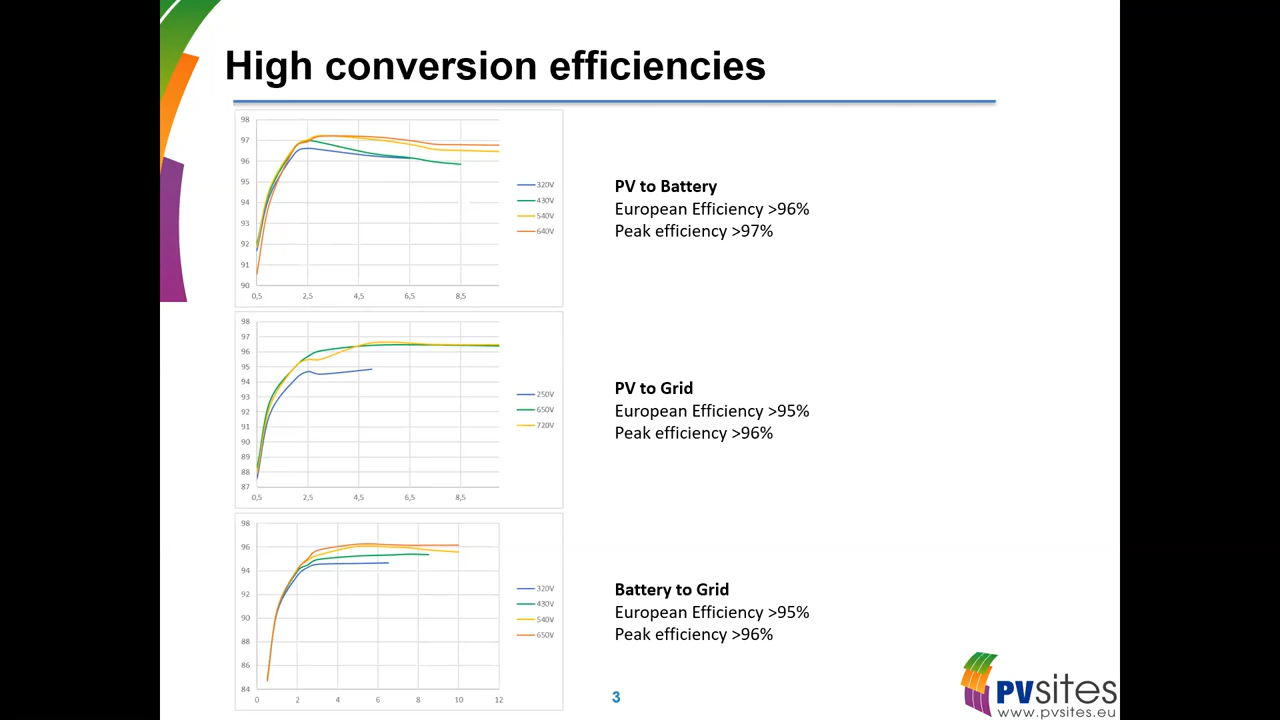 High conversion efficiencies
98
97
96
95
94
93
92
91
90
0,5 2,5 4,5 6,5 8,5
320V
430V
540V
640V
PV to Battery
European Efficiency >96%
Peak efficiency >97%
98
97
96
95
94
93
92
91
90
89
88
87
0,5 2,5 4,5 6,5 8,5
250V
650V
720V
PV to Grid
European Efficiency >95%
Peak efficiency >96%
98
96
94
92
90
88
86
84
0 2 4 6 8 10 12
320V
430V
540V
650V
Battery to Grid
European Efficiency >95%
Peak efficiency >96%
3
PVsites
www.pvsites.eu